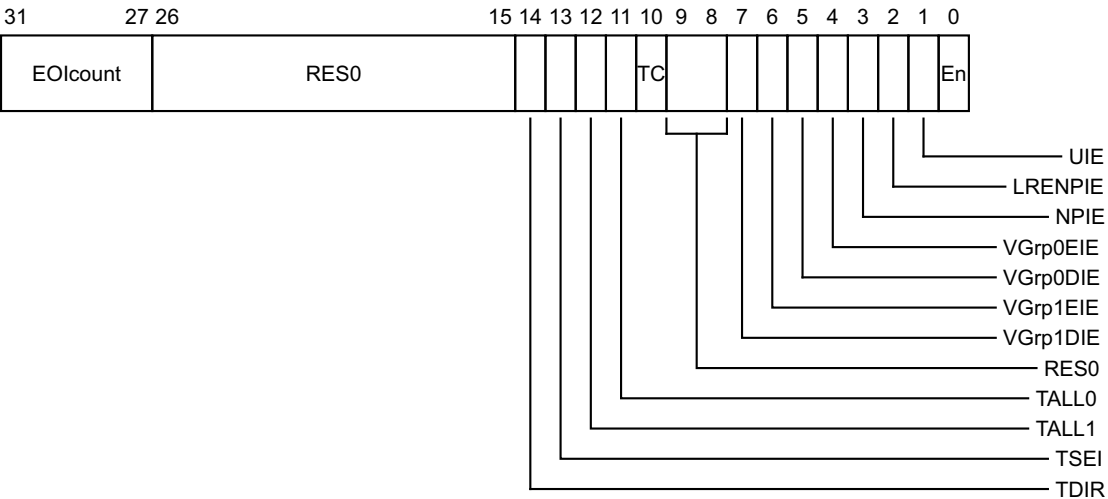 31 27 26 15 14 13 12 11 10 9 8 7 6 5 4 3 2 1 0
EOIcount RES0 TC En
UIE
LRENPIE
NPIE
VGrp0EIE
VGrp0DIE
VGrp1EIE
VGrp1DIE
RES0
TALL0
TALL1
TSEI
TDIR